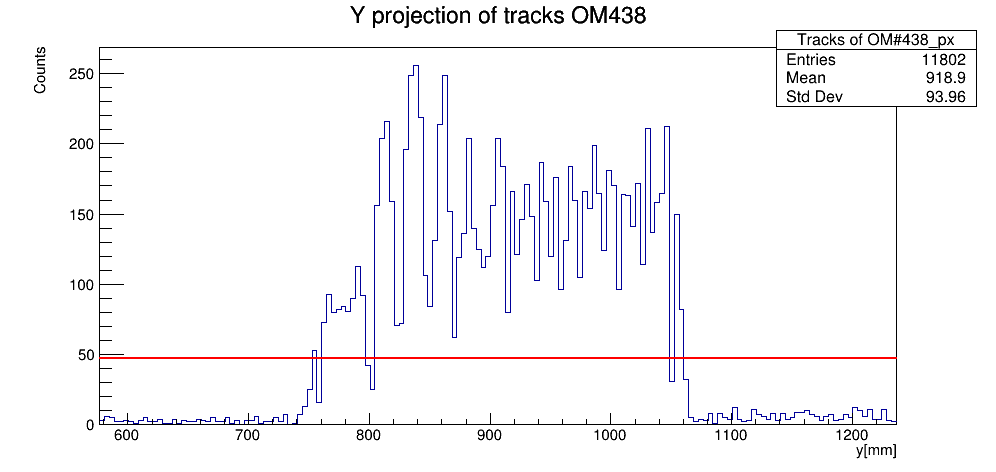 Y projection of tracks OM438
Counts
Tracks of OM#438_px
Entries 11802
Mean 918.9
Std Dev 93.96
250
200
150
100
50
0
600 700 800 900 1000 1100 1200
y[mm]